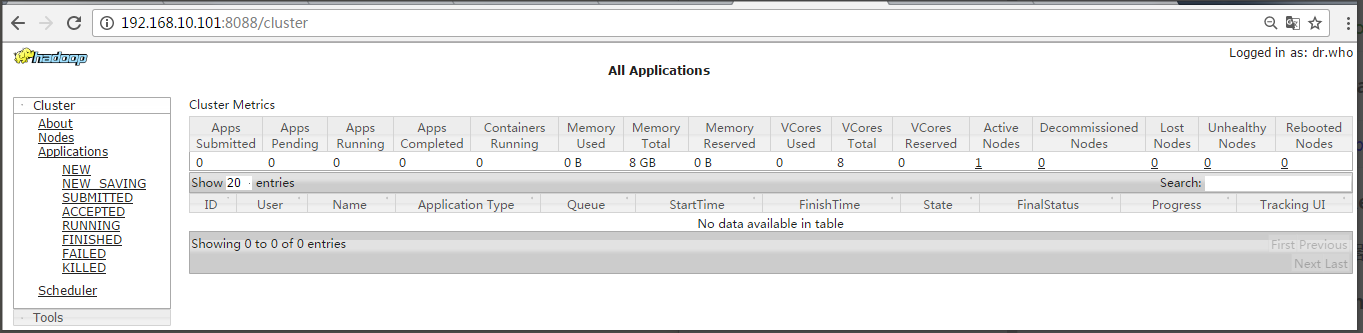 192.168.10.101:8088/cluster
hadoop
Logged in as: dr.who
All Applications
Cluster
About
Nodes
Applications
NEW
NEW_SAVING
SUBMITTED
ACCEPTED
RUNNING
FINISHED
FAILED
KILLED
Scheduler
Tools
Cluster Metrics
Apps Submitted Apps Pending Apps Running Apps Completed Containers Running Memory Used Memory Total Memory Reserved VCores Used VCores Total VCores Reserved Active Nodes Decommissioned Nodes Lost Nodes Unhealthy Nodes Rebooted Nodes
0 0 0 0 0 0 B 8 GB 0 B 0 8 0 1 0 0 0 0
Show 20 entries Search:
ID User Name Application Type Queue StartTime FinishTime State FinalStatus Progress Tracking UI
No data available in table
Showing 0 to 0 of 0 entries First Previous
Next Last